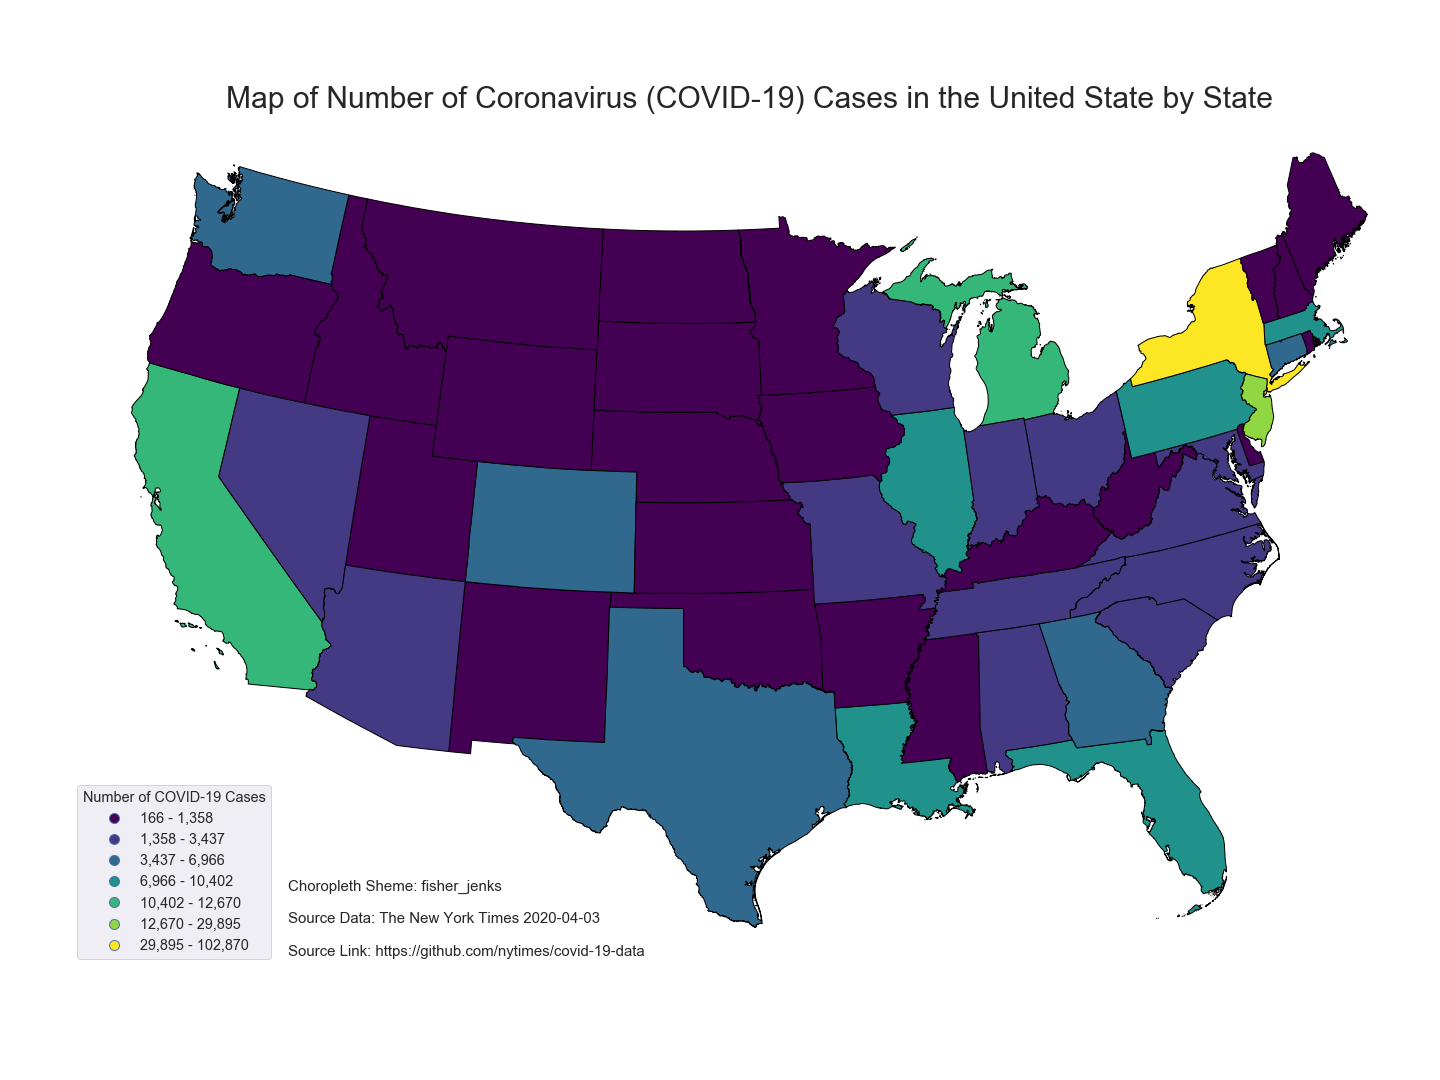 Map of Number of Coronavirus (COVID-19) Cases in the United State by State
Number of COVID-19 Cases
166 - 1,358
1,358 - 3,437
3,437 - 6,966
6,966 - 10,402
10,402 - 12,670
12,670 - 29,895
29,895 - 102,870
Choropleth Sheme: fisher_jenks
Source Data: The New York Times 2020-04-03
Source Link: https://github.com/nytimes/covid-19-data